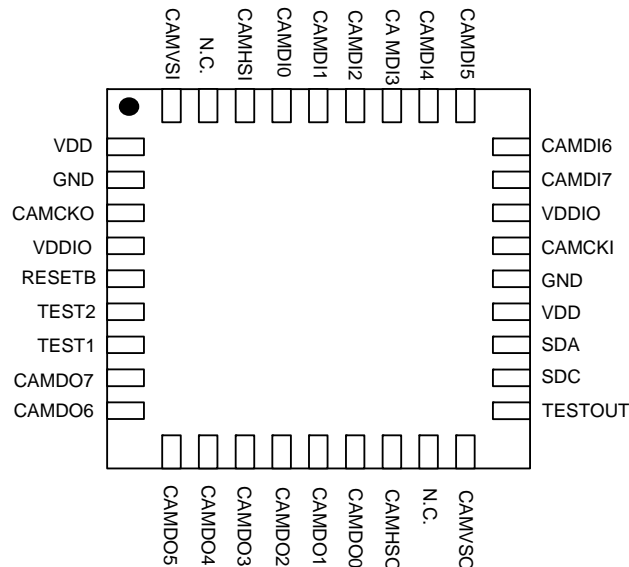 CAMVSI
N.C.
CAMHSI
CAMDI0
CAMDI1
CAMDI2
CA MDI3
CAMDI4
CAMDI5
VDD
GND
CAMCKO
VDDIO
RESETB
TEST2
TEST1
CAMDO7
CAMDO6
CAMDI6
CAMDI7
VDDIO
CAMCKI
GND
VDD
SDA
SDC
TESTOUT
CAMDO5
CAMDO4
CAMDO3
CAMDO2
CAMDO1
CAMDO0
CAMHSO
N.C.
CAMVSO